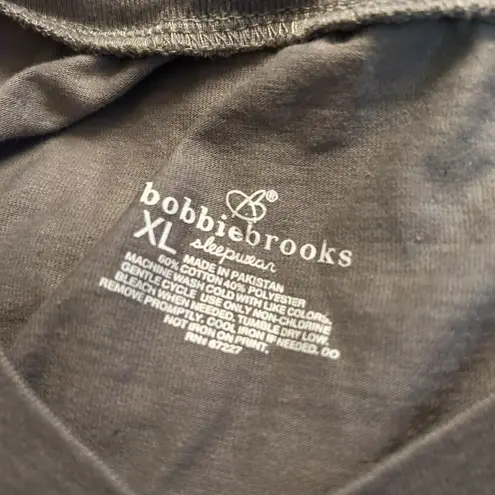 B®
bobbiebrooks
XL sleepwear
MADE IN PAKISTAN
60% COTTON 40% POLYESTER
MACHINE WASH COLD WITH LIKE COLORS,
GENTLE CYCLE. USE ONLY NON-CHLORINE
BLEACH WHEN NEEDED. TUMBLE DRY LOW.
REMOVE PROMPTLY. COOL IRON IF NEEDED. DO
NOT IRON ON PRINT.
RN# 67227